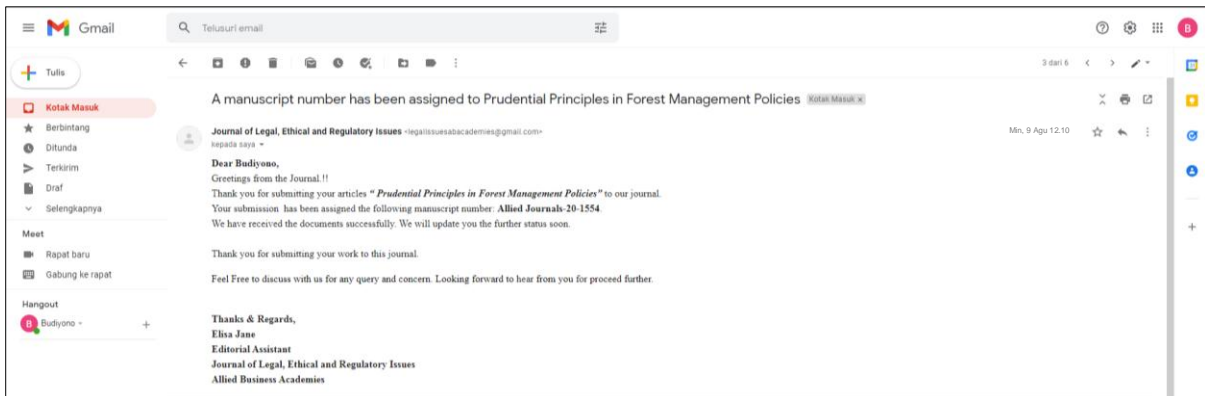 Gmail
Telusuri email
B
Tulis
3 dari 6
Kotak Masuk
Berbintang
Ditunda
Terkirim
Draf
Selengkapnya
Meet
Rapat baru
Gabung ke rapat
Hangout
B Budiyono
A manuscript number has been assigned to Prudential Principles in Forest Management Policies Kotak Masuk x
Journal of Legal, Ethical and Regulatory Issues <legalissuesabacademies@gmail.com>
Min, 9 Agu 12.10
kepada saya
Dear Budiyono,
Greetings from the Journal.!!
Thank you for submitting your articles “ Prudential Principles in Forest Management Policies” to our journal.
Your submission has been assigned the following manuscript number: Allied Journals-20-1554.
We have received the documents successfully. We will update you the further status soon.
Thank you for submitting your work to this journal.
Feel Free to discuss with us for any query and concern. Looking forward to hear from you for proceed further.
Thanks & Regards,
Elisa Jane
Editorial Assistant
Journal of Legal, Ethical and Regulatory Issues
Allied Business Academies